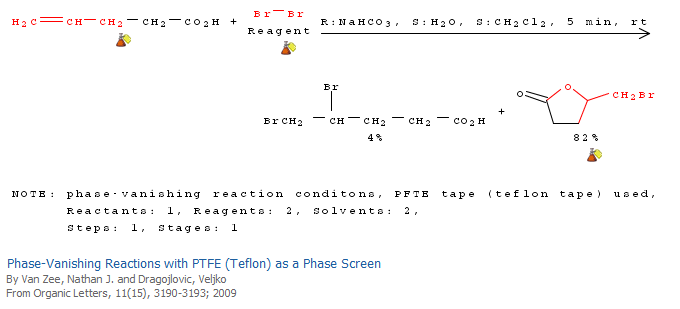 H2C═CH─CH2─CH2─CO2H + Br─Br R:NaHCO3, S:H2O, S:CH2Cl2, 5 min, rt
Reagent
Br
BrCH2─CH─CH2─CH2─CO2H + O O CH2Br
4% 82%
NOTE: phase-vanishing reaction conditons, PFTE tape (teflon tape) used,
Reactants: 1, Reagents: 2, Solvents: 2,
Steps: 1, Stages: 1
Phase-Vanishing Reactions with PTFE (Teflon) as a Phase Screen
By Van Zee, Nathan J. and Dragojlovic, Veljko
From Organic Letters, 11(15), 3190-3193; 2009